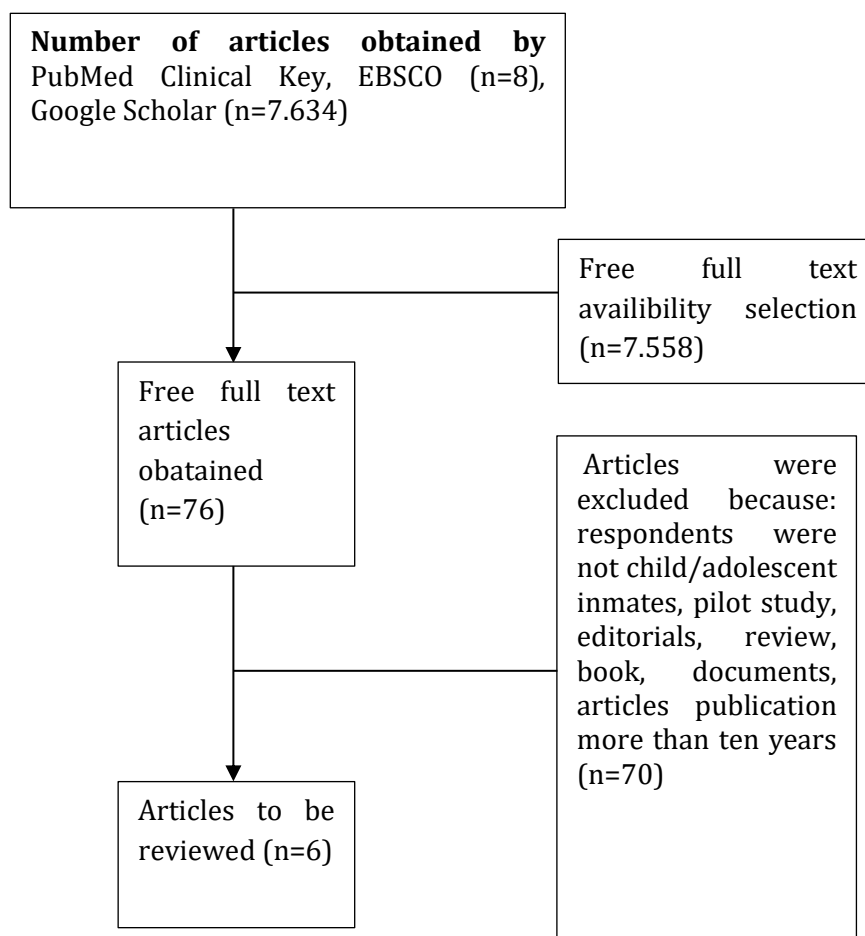 Number of articles obtained by
PubMed Clinical Key, EBSCO (n=8),
Google Scholar (n=7.634)
Free full text
availibility selection
(n=7.558)
Free full text
articles
obatained
(n=76)
Articles were
excluded because:
respondents were
not child/adolescent
inmates, pilot study,
editorials, review,
book, documents,
articles publication
more than ten years
(n=70)
Articles to be
reviewed (n=6)